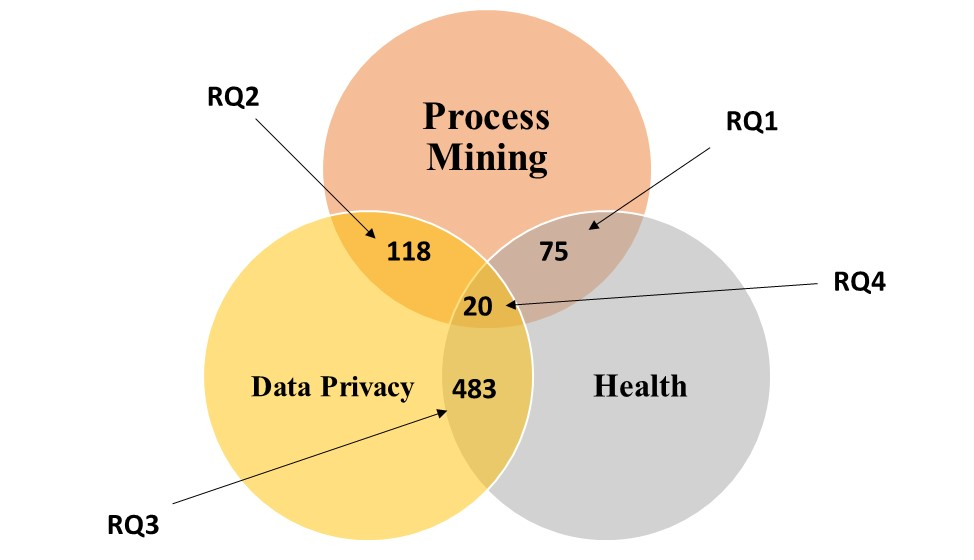 RQ2
Process
Mining
RQ1
118
75
20
RQ4
Data Privacy
483
Health
RQ3